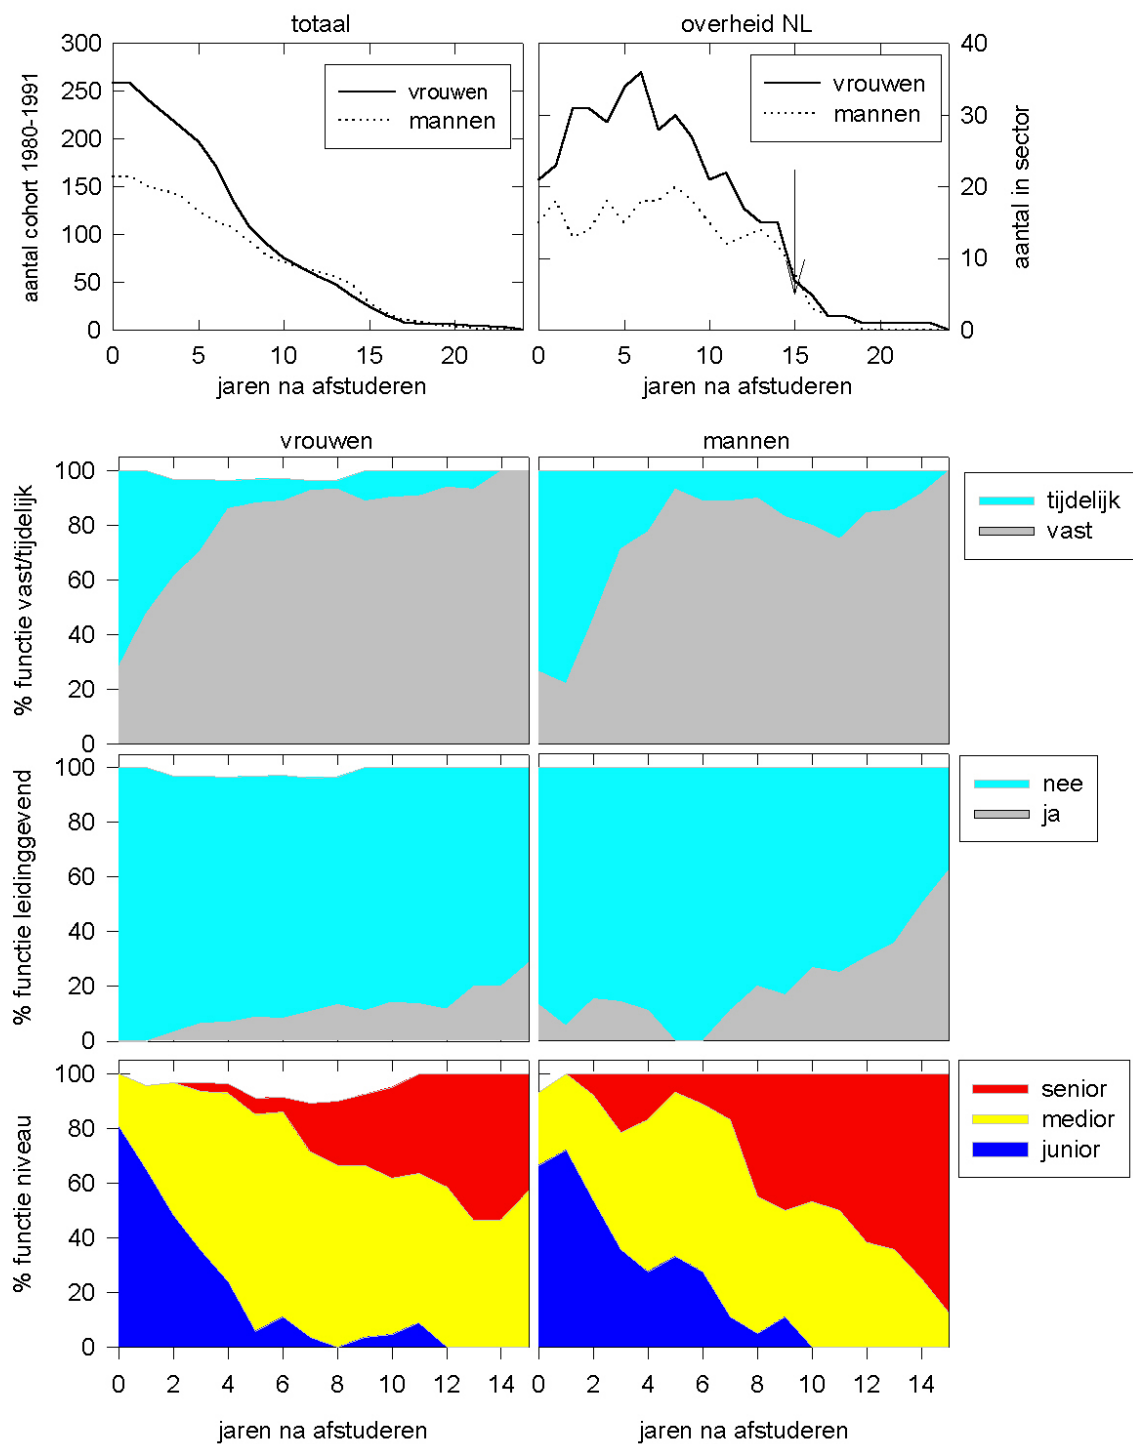 totaal
overheid NL
300
250
200
150
100
50
0
aantal cohort 1980-1991
vrouwen
mannen
vrouwen
mannen
40
30
20
10
0
aantal in sector
0 5 10 15 20
0 5 10 15 20
jaren na afstuderen
jaren na afstuderen
vrouwen
mannen
100
80
60
40
20
0
% functie vast/tijdelijk
tijdelijk
vast
100
80
60
40
20
0
% functie leidinggevend
nee
ja
100
80
60
40
20
0
% functie niveau
senior
medior
junior
0 2 4 6 8 10 12 14
0 2 4 6 8 10 12 14
jaren na afstuderen
jaren na afstuderen